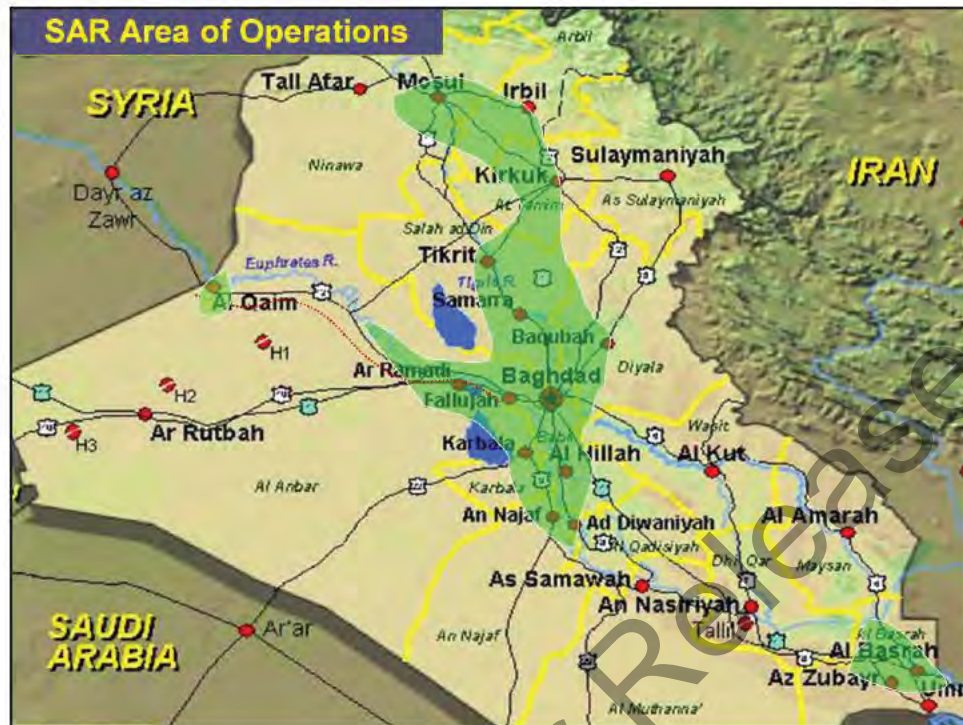 SAR Area of Operations
Arbil
Tall Afar
Mosul
Irbil
SYRIA
Ninawa
Sulaymaniyah
Kirkuk
IRAN
Dayr az
Zawr
At Tamim
As Sulaymaniyah
Salah ad Din
Tikrit
Euphrates R.
Al Qaim
Samarra
H1
Baqubah
Ar Ramadi
Diyala
Baghdad
H2
Fallujah
Ar Rutbah
Wasit
H3
Karbala
Babil
Al Hillah
Al Kut
Al Anbar
Karbala
An Najaf
Ad Diwaniyah
Al Amarah
Al Qadisiyah
Dhi Qar
Maysan
As Samawah
An Nasiriyah
SAUDI
ARABIA
Ar'ar
An Najaf
Tallil
Al Basrah
Al Basrah
Az Zubayr
Umm
Al Muthanna'
Release